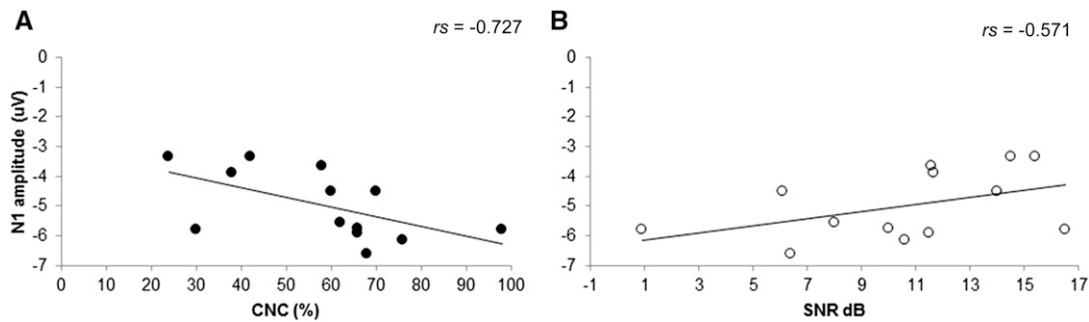 A
rs = -0.727
N1 amplitude (uV)
0
-1
-2
-3
-4
-5
-6
-7
0 10 20 30 40 50 60 70 80 90 100
CNC (%)
B
rs = -0.571
0
-1
-2
-3
-4
-5
-6
-7
-1 1 3 5 7 9 11 13 15 17
SNR dB